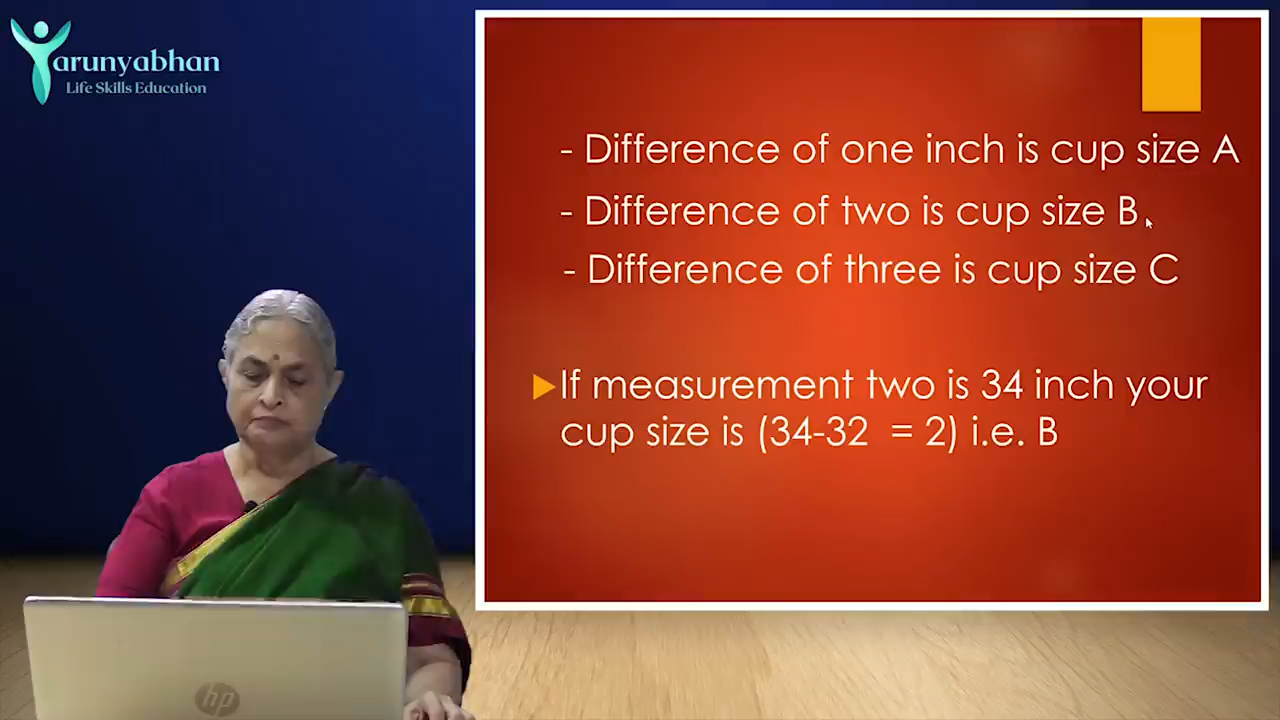 arunyabhan
Life Skills Education
- Difference of one inch is cup size A
- Difference of two is cup size B
- Difference of three is cup size C
If measurement two is 34 inch your
cup size is (34-32 = 2) i.e. B
hp